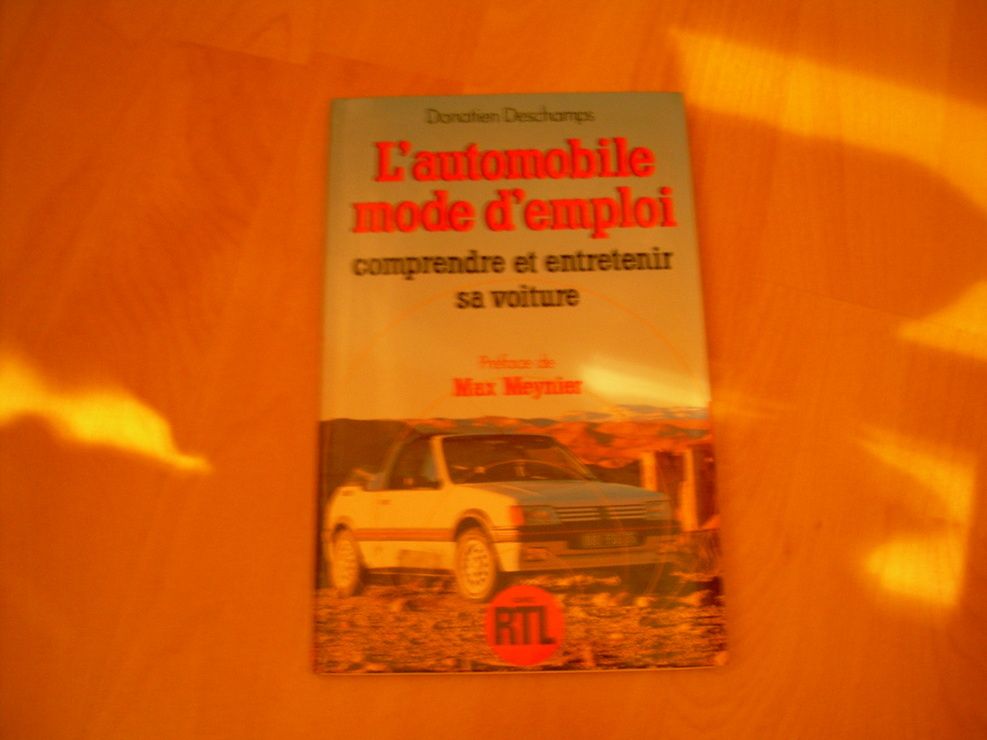 Donatien Deschamps
L'automobile
mode d'emploi
comprendre et entretenir
sa voiture
Préface de
Max Meynier
RTL